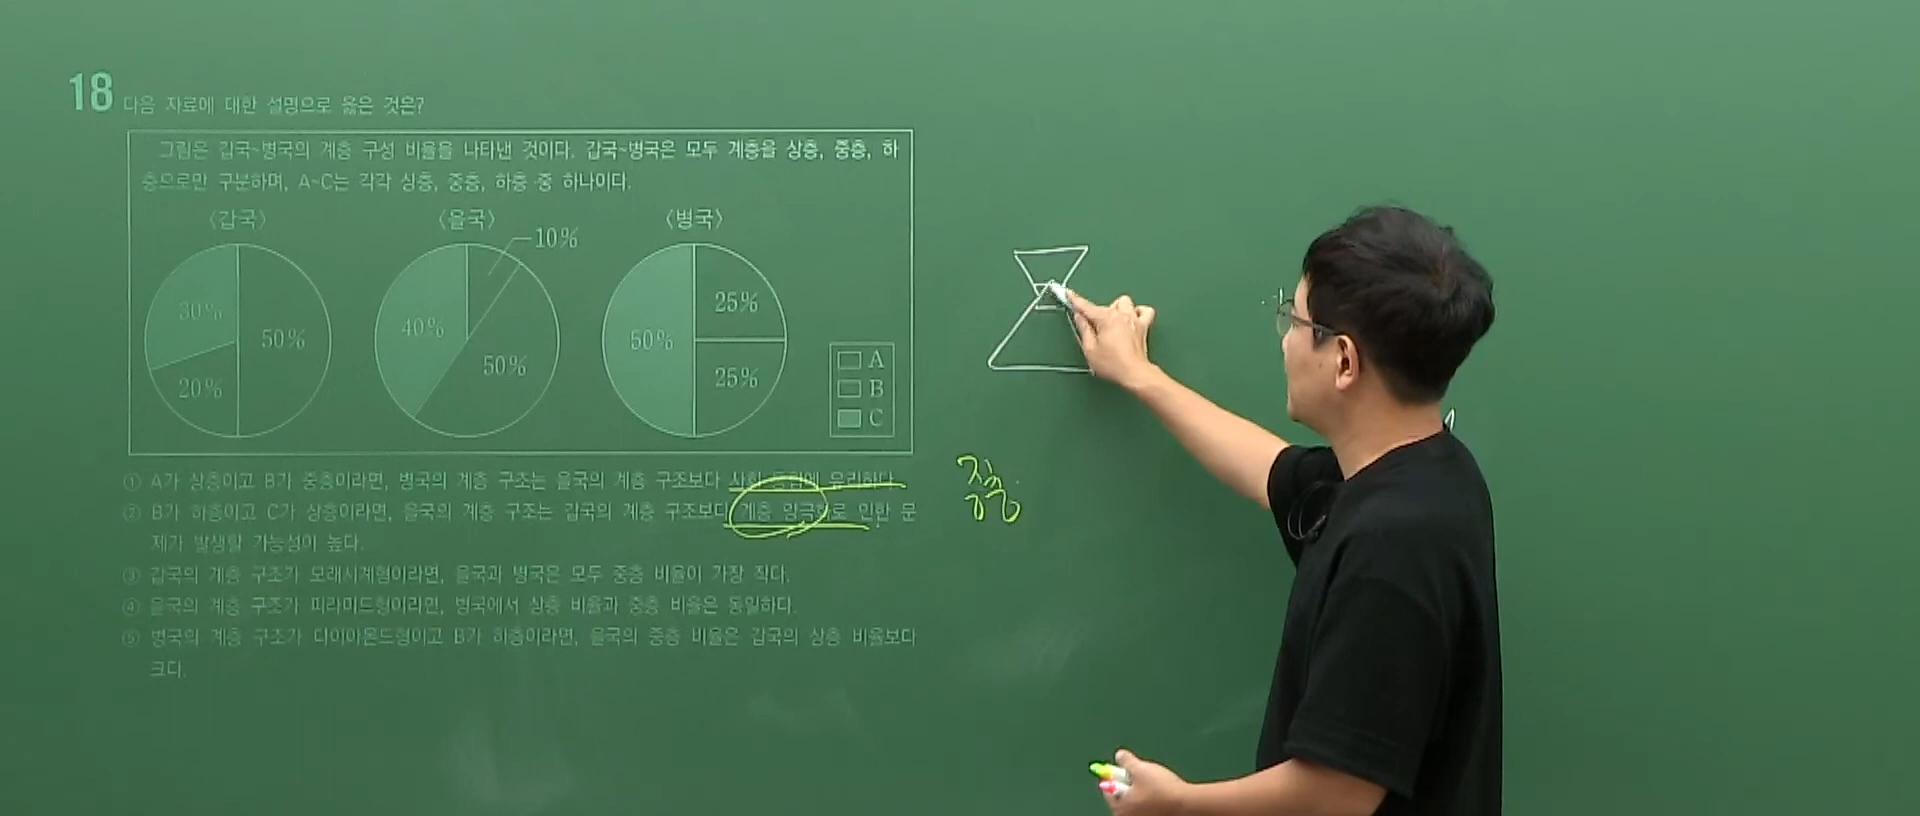 18 다음 자료에 대한 설명으로 옳은 것은?
그림은 갑국~병국의 계층 구성 비율을 나타낸 것이다. 갑국~병국은 모두 계층을 상층, 중층, 하
층으로만 구분하며, A~C는 각각 상층, 중층, 하층 중 하나이다.
〈갑국〉 〈을국〉 〈병국〉
30% 50% 20%
10% 40% 50%
50% 25% 25%
A
B
C
① A가 상층이고 B가 중층이라면, 병국의 계층 구조는 을국의 계층 구조보다 사회 통합에 유리하다.
② B가 하층이고 C가 상층이라면, 을국의 계층 구조는 갑국의 계층 구조보다 계층 양극화로 인한 문
제가 발생할 가능성이 높다.
③ 갑국의 계층 구조가 모래시계형이라면, 을국과 병국은 모두 중층 비율이 가장 작다.
④ 을국의 계층 구조가 피라미드형이라면, 병국에서 상층 비율과 중층 비율은 동일하다.
⑤ 병국의 계층 구조가 다이아몬드형이고 B가 하층이라면, 을국의 중층 비율은 갑국의 상층 비율보다
크다.
중층